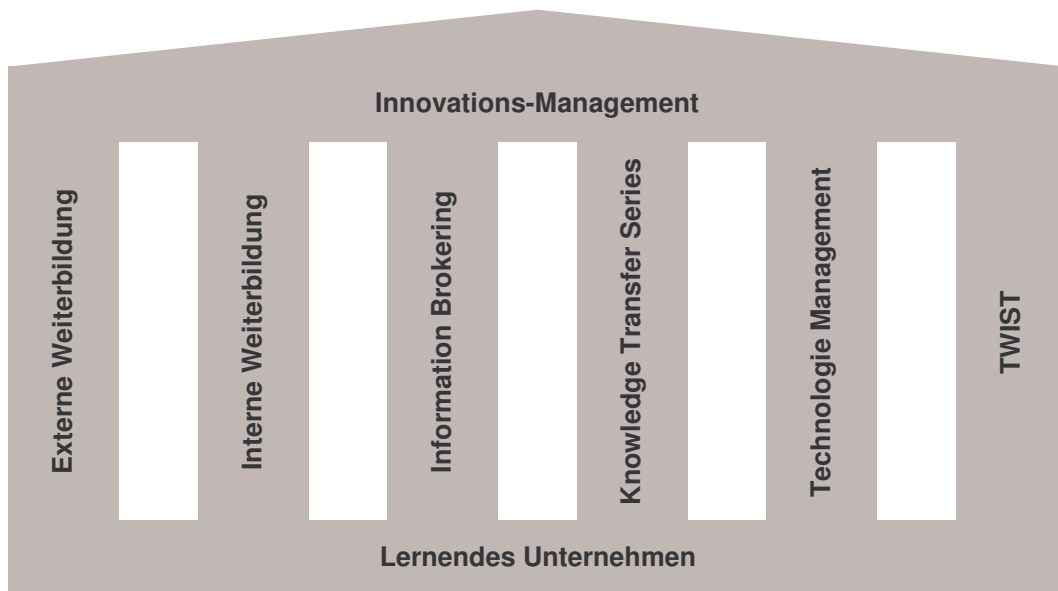 Innovations-Management
Externe Weiterbildung
Interne Weiterbildung
Information Brokering
Knowledge Transfer Series
Technologie Management
TWIST
Lernendes Unternehmen